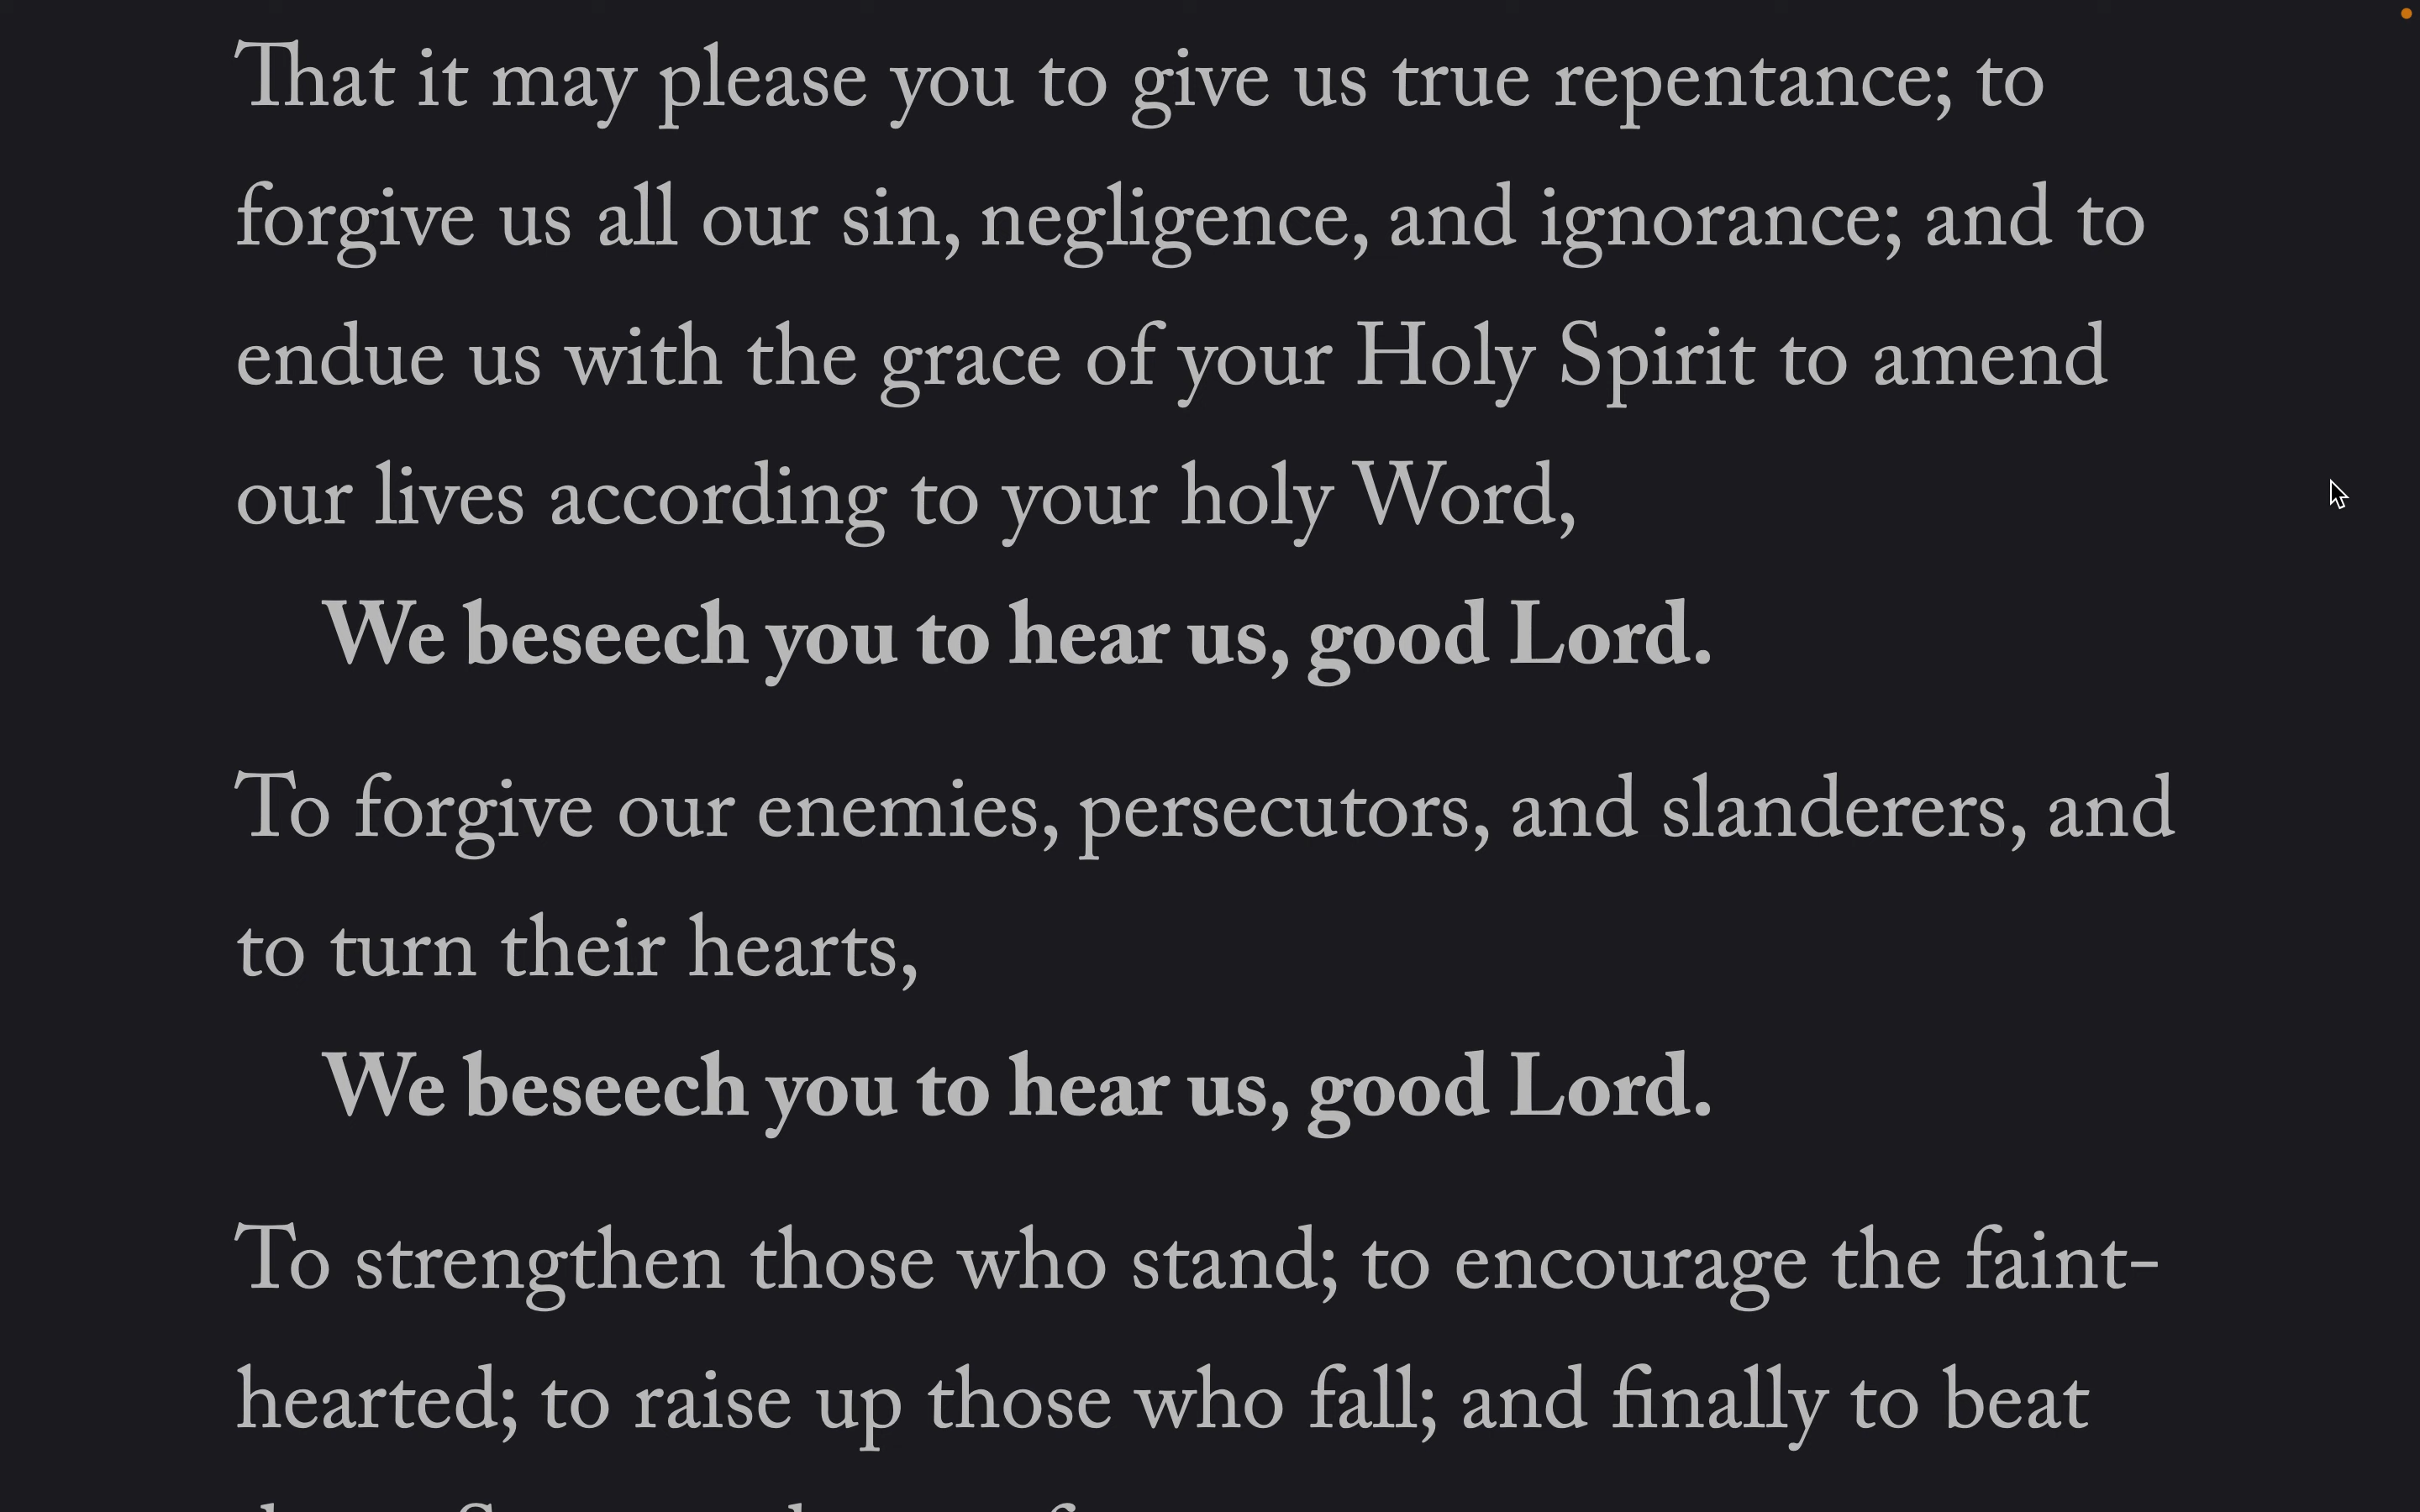 That it may please you to give us true repentance; to
forgive us all our sin, negligence, and ignorance; and to
endue us with the grace of your Holy Spirit to amend
our lives according to your holy Word,
We beseech you to hear us, good Lord.
To forgive our enemies, persecutors, and slanderers, and
to turn their hearts,
We beseech you to hear us, good Lord.
To strengthen those who stand; to encourage the faint-
hearted; to raise up those who fall; and finally to beat